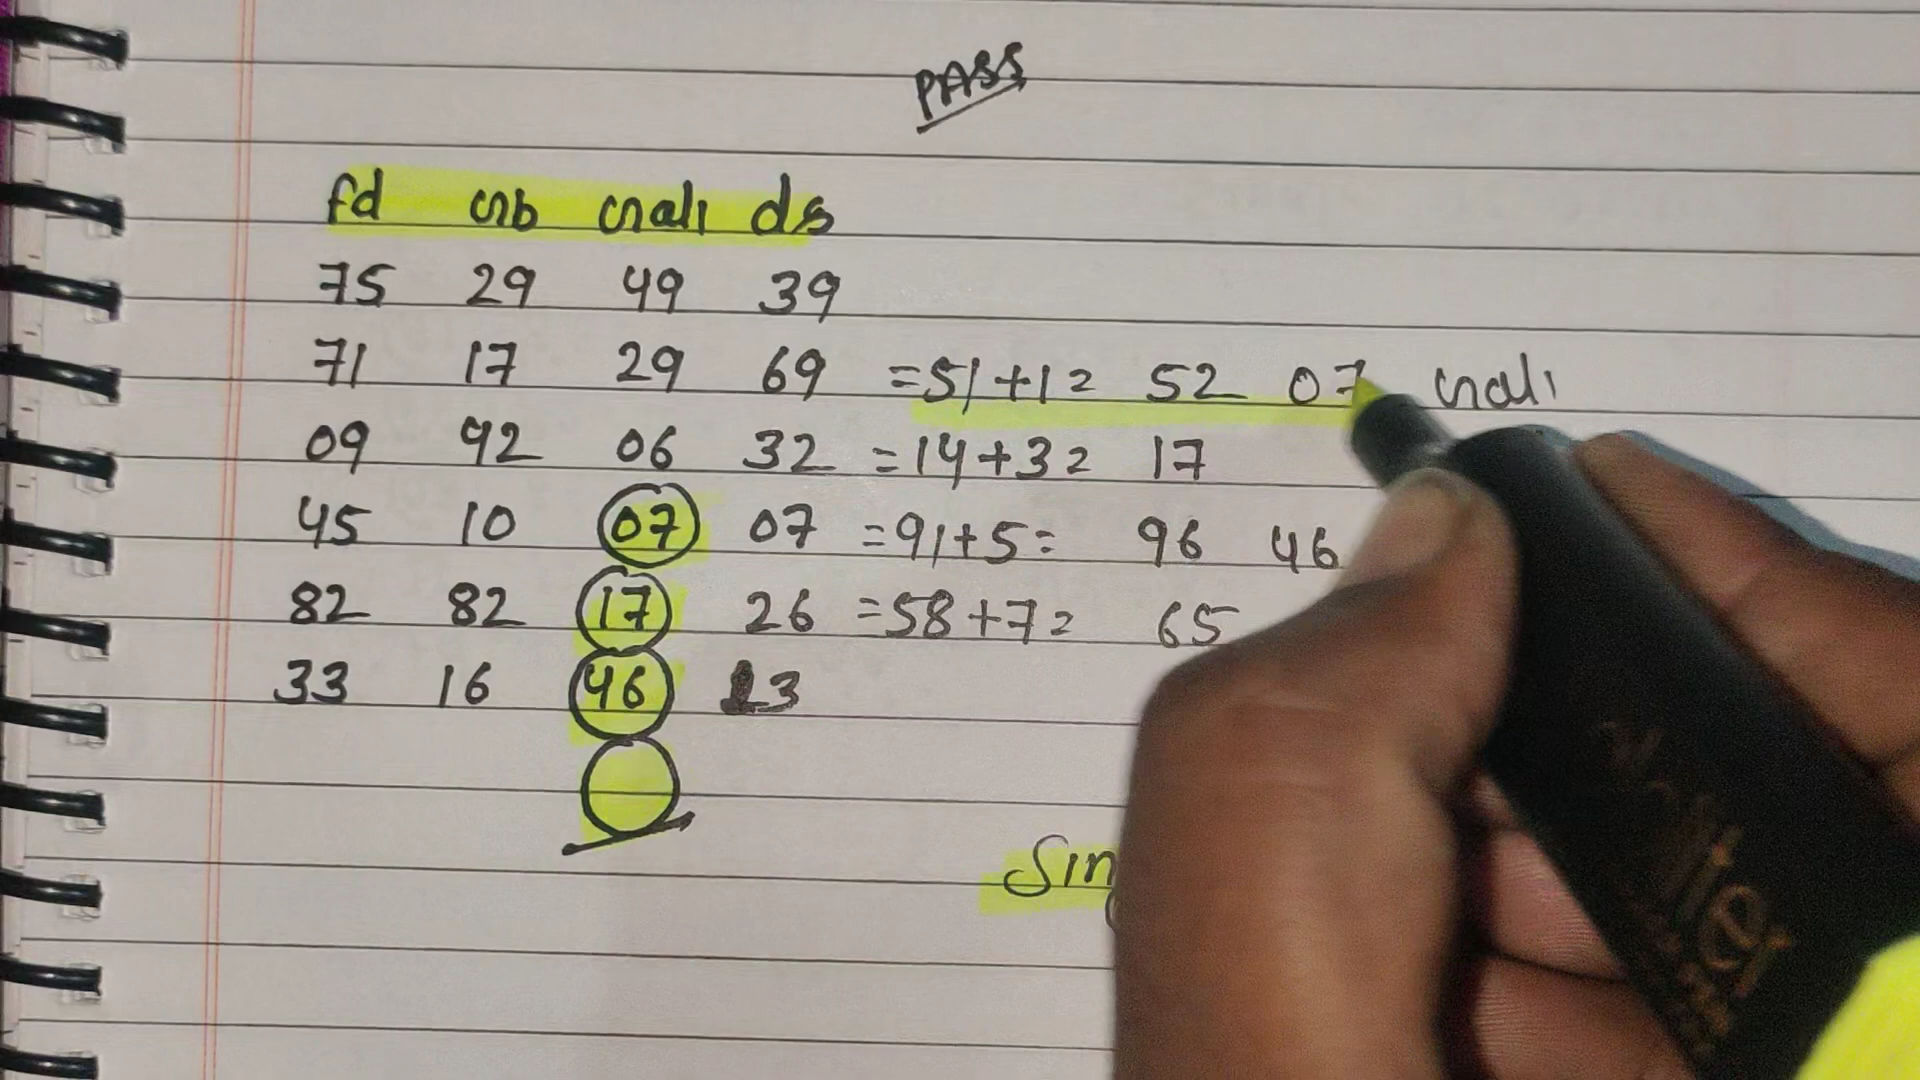 PASS
fd gb gali ds
75 29 49 39
71 17 29 69 =51+1= 52 07 gali
09 92 06 32 =14+3= 17
45 10 07 07 =91+5= 96 46
82 82 17 26 =58+7= 65
33 16 46 23